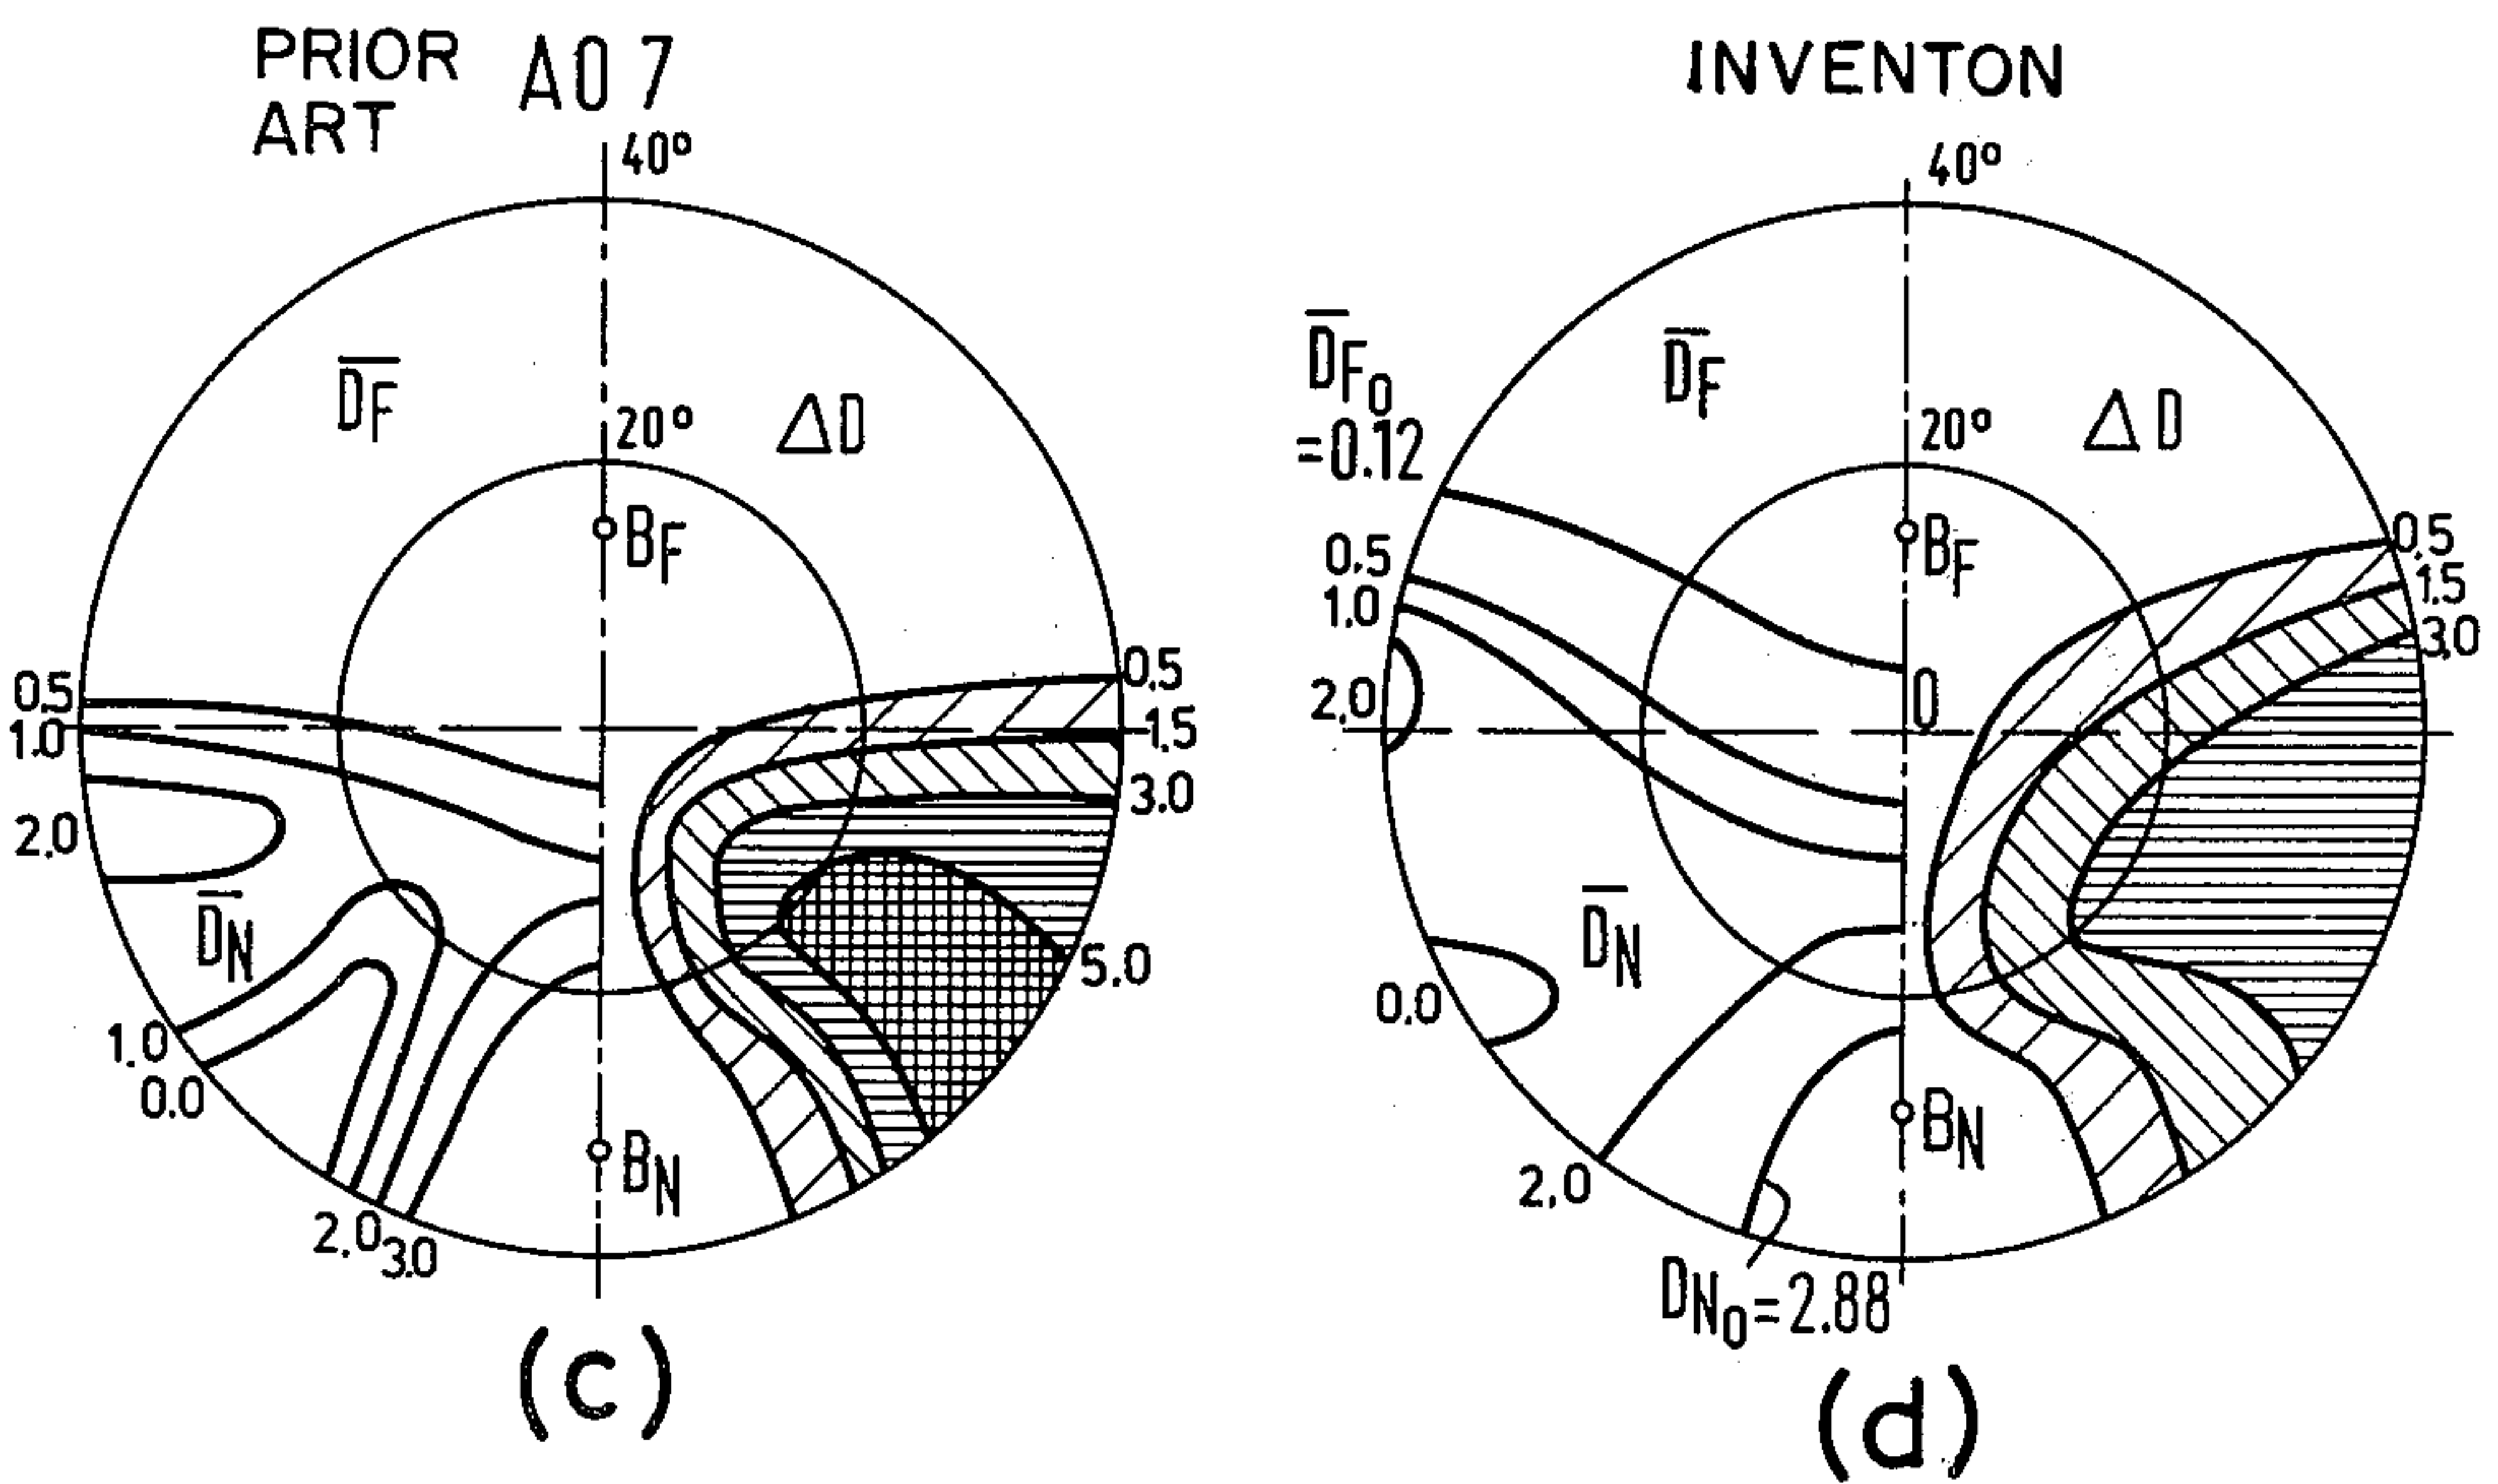 PRIOR ART A07
40°
D̅F
ΔD
20°
BF
0.5
1.0
2.0
D̅N
1.0
0.0
2.0
3.0
BN
0.5
1.5
3.0
5.0
(c)
INVENTON
40°
D̅F0
=0.12
D̅F
ΔD
20°
BF
0.5
1.0
2.0
0
D̅N
0.0
2.0
BN
DN0=2.88
0.5
1.5
3.0
(d)